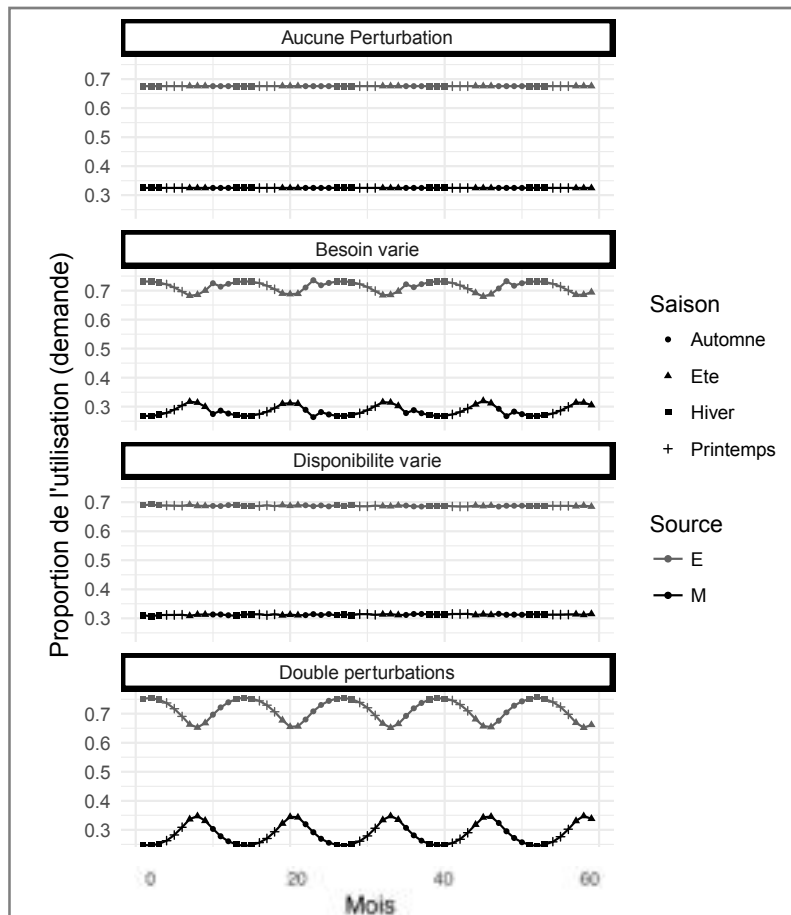 Aucune Perturbation
0.7
0.6
0.5
0.4
0.3
Besoin varie
0.7
0.6
0.5
0.4
0.3
Disponibilite varie
0.7
0.6
0.5
0.4
0.3
Double perturbations
0.7
0.6
0.5
0.4
0.3
0 20 40 60
Mois
Proportion de l'utilisation (demande)
Saison
Automne
Ete
Hiver
Printemps
Source
E
M